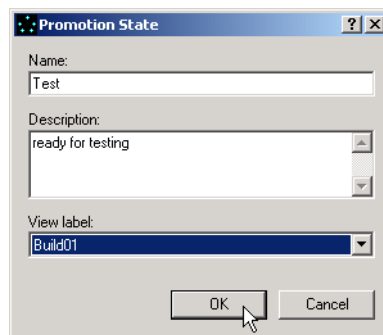 Promotion State
Name:
Test
Description:
ready for testing
View label:
Build01
OK
Cancel